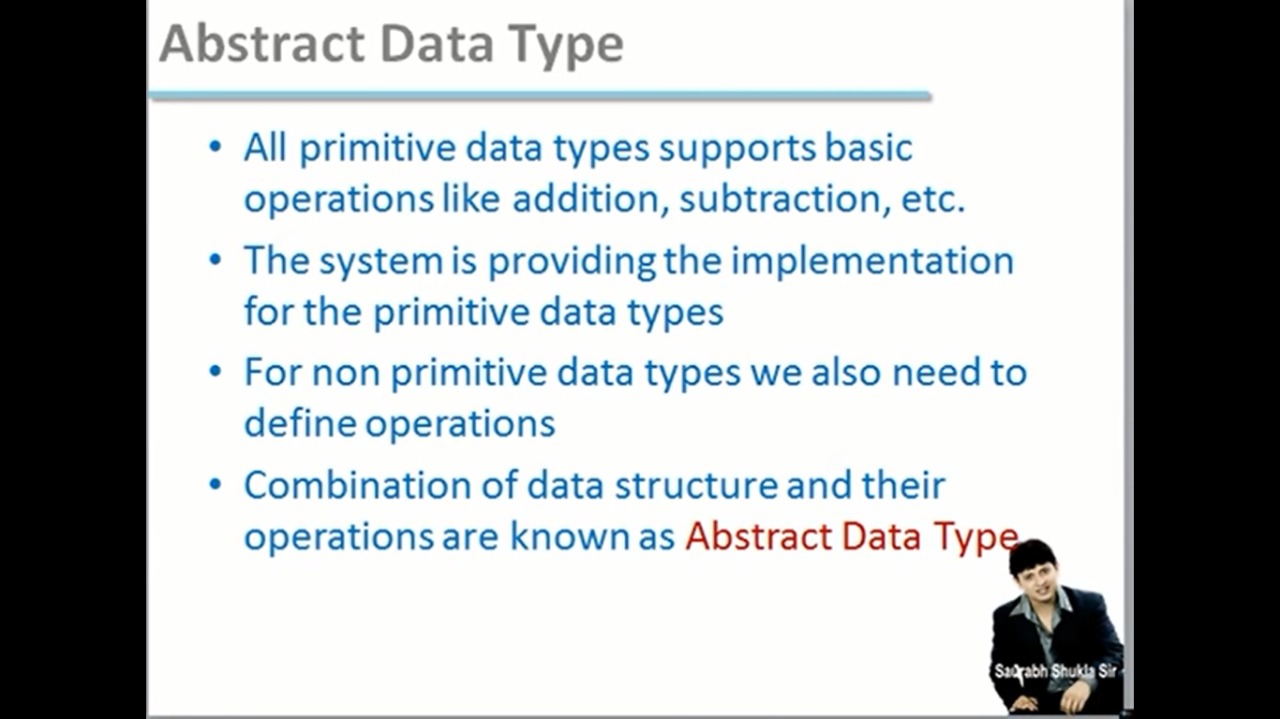 Abstract Data Type
• All primitive data types supports basic
operations like addition, subtraction, etc.
• The system is providing the implementation
for the primitive data types
• For non primitive data types we also need to
define operations
• Combination of data structure and their
operations are known as Abstract Data Type
Saurabh Shukla Sir